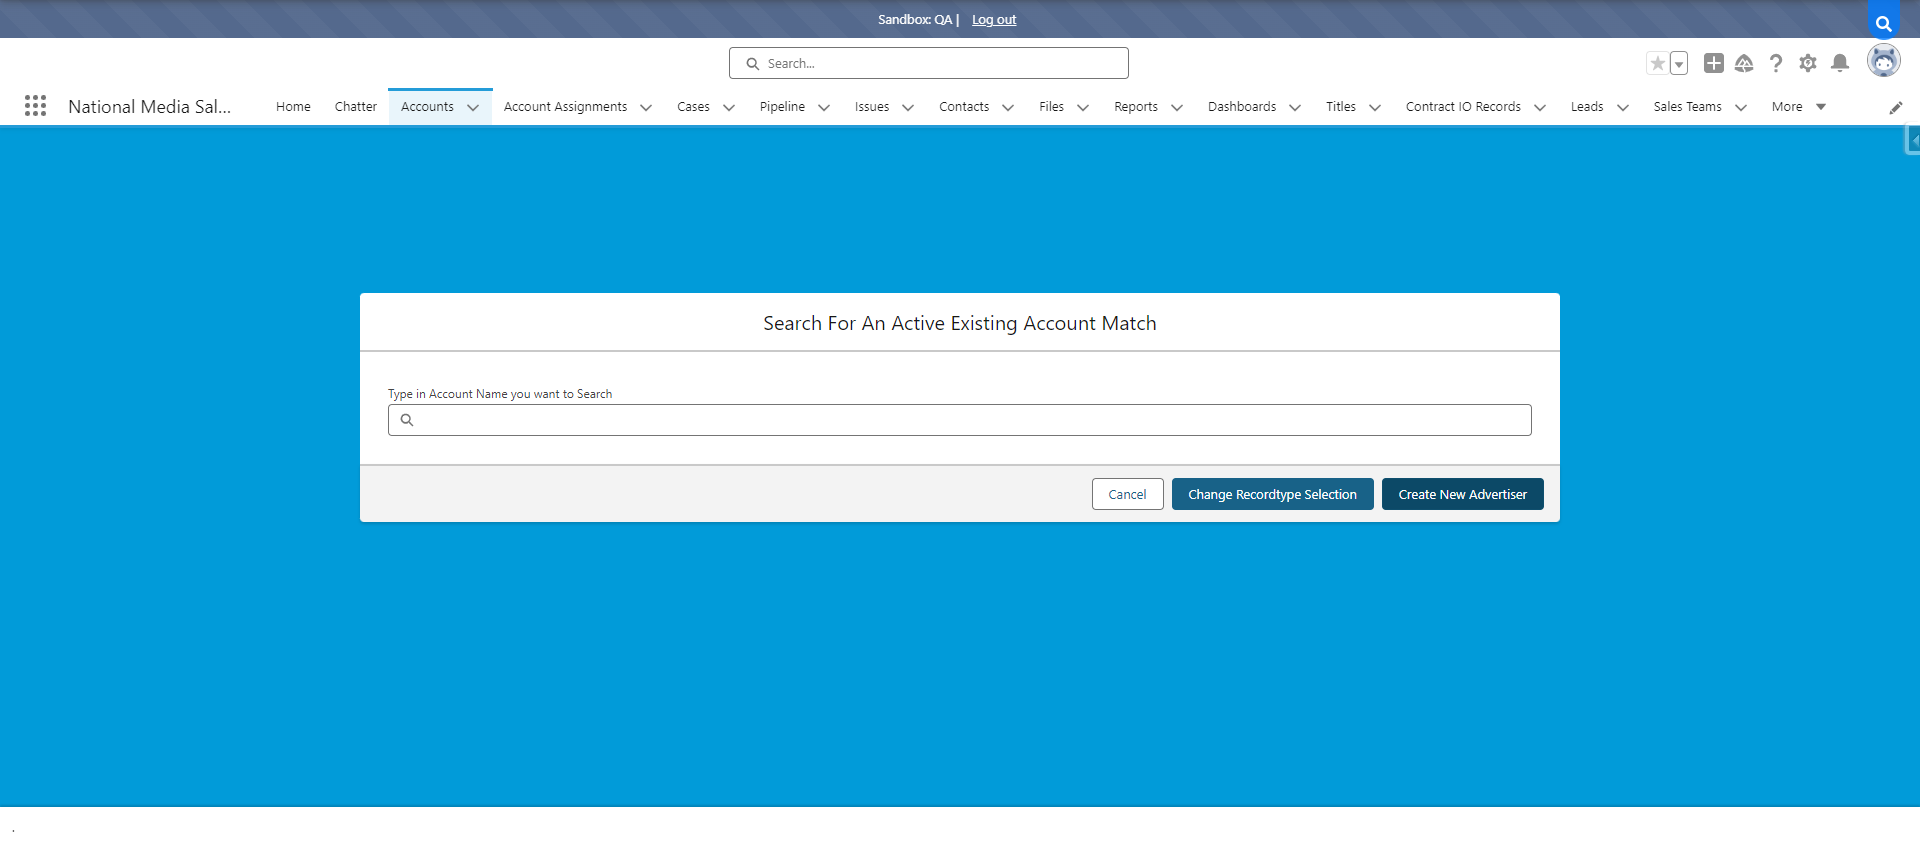 Sandbox: QA | Log out
Search...
National Media Sal...
Home Chatter Accounts Account Assignments Cases Pipeline Issues Contacts Files Reports Dashboards Titles Contract IO Records Leads Sales Teams More
Search For An Active Existing Account Match
Type in Account Name you want to Search
Cancel Change Recordtype Selection Create New Advertiser
.